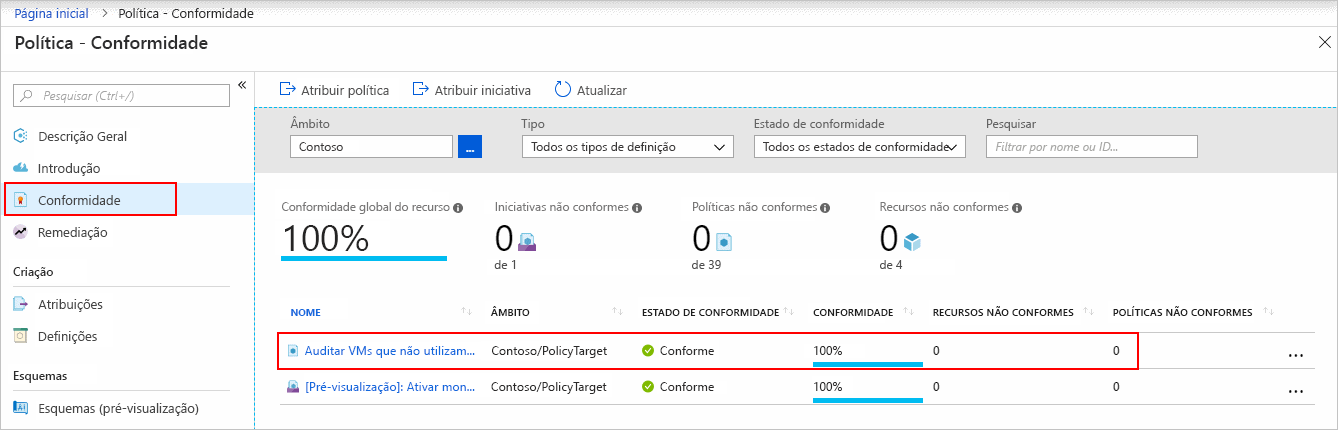 Página inicial > Política - Conformidade
Política - Conformidade
Pesquisar (Ctrl+/)
Descrição Geral
Introdução
Conformidade
Remediação
Criação
Atribuições
Definições
Esquemas
Esquemas (pré-visualização)
Atribuir política Atribuir iniciativa Atualizar
Âmbito Tipo Estado de conformidade Pesquisar
Contoso ... Todos os tipos de definição Todos os estados de conformidade Filtrar por nome ou ID...
Conformidade global do recurso Iniciativas não conformes Políticas não conformes Recursos não conformes
100% 0 0 0
de 1 de 39 de 4
NOME ÂMBITO ESTADO DE CONFORMIDADE CONFORMIDADE RECURSOS NÃO CONFORMES POLÍTICAS NÃO CONFORMES
Auditar VMs que não utilizam... Contoso/PolicyTarget Conforme 100% 0 0 ...
[Pré-visualização]: Ativar mon... Contoso/PolicyTarget Conforme 100% 0 0 ...